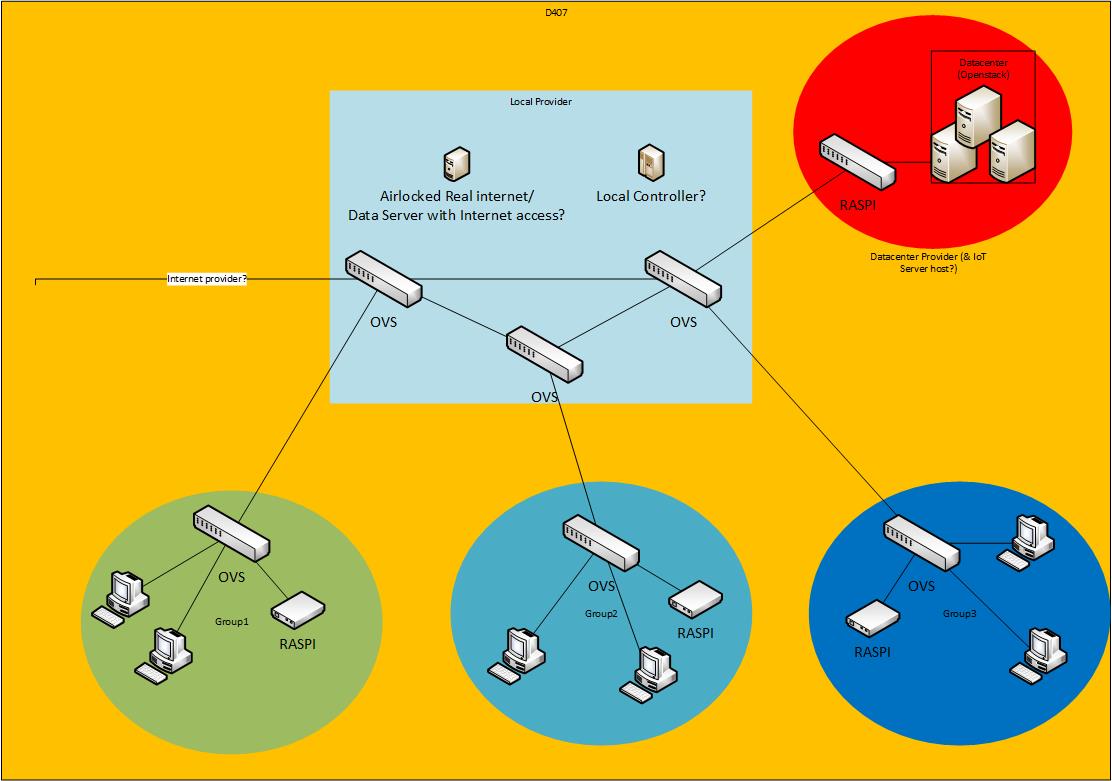 D407
Datacenter
(Openstack)
Local Provider
Airlocked Real internet/
Data Server with Internet access?
Local Controller?
RASPI
Datacenter Provider (& IoT
Server host?)
Internet provider?
OVS
OVS
OVS
OVS
Group1
RASPI
OVS
Group2
RASPI
OVS
Group3
RASPI